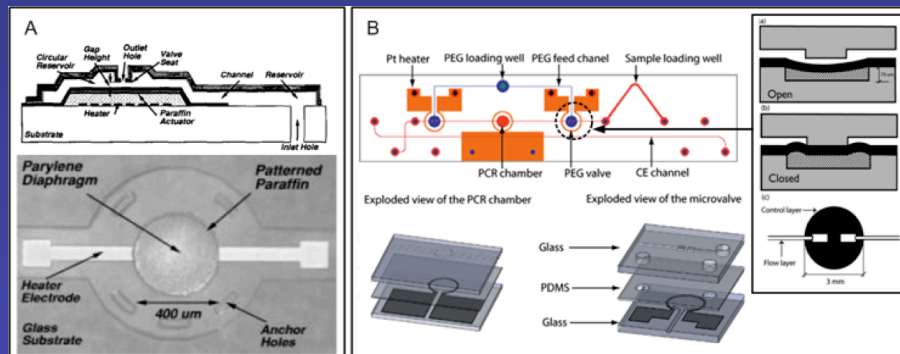 A
Circular
Reservoir
Gap
Height
Outlet
Hole
Valve
Seat
Channel
Reservoir
Heater
Paraffin
Actuator
Substrate
Inlet Hole
Parylene
Diaphragm
Patterned
Paraffin
Heater
Electrode
400 um
Glass
Substrate
Anchor
Holes
B
Pt heater
PEG loading well
PEG feed channel
Sample loading well
PCR chamber
PEG valve
CE channel
Exploded view of the PCR chamber
Exploded view of the microvalve
Glass
PDMS
Glass
(a)
Open
(b)
Closed
(c)
Control layer
Flow layer
3 mm